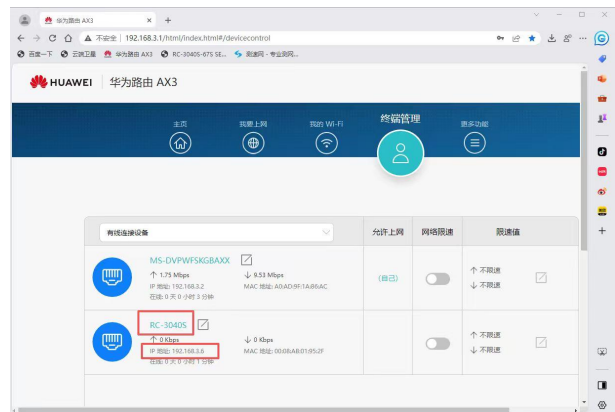 华为路由 AX3
不安全 | 192.168.3.1/html/index.html#/devicecontrol
百度一下 云测卫星 华为路由 AX3 RC-3040S-67S SE... 测速网 - 专业测网...
HUAWEI 华为路由 AX3
主页 我要上网 我的 Wi-Fi 终端管理 更多功能
有线连接设备 允许上网 网络限速 限速值
MS-DVPWFSKGBAXX
↑ 1.75 Mbps ↓ 9.53 Mbps (自己) ↑ 不限速
IP 地址: 192.168.3.2 MAC 地址: A0:AD:9F:1A:86:AC ↓ 不限速
在线: 0 天 0 小时 3 分钟
RC-3040S
↑ 0 Kbps ↓ 0 Kbps ↑ 不限速
IP 地址: 192.168.3.6 MAC 地址: 00:08:AB:01:95:2F ↓ 不限速
在线: 0 天 0 小时 1 分钟